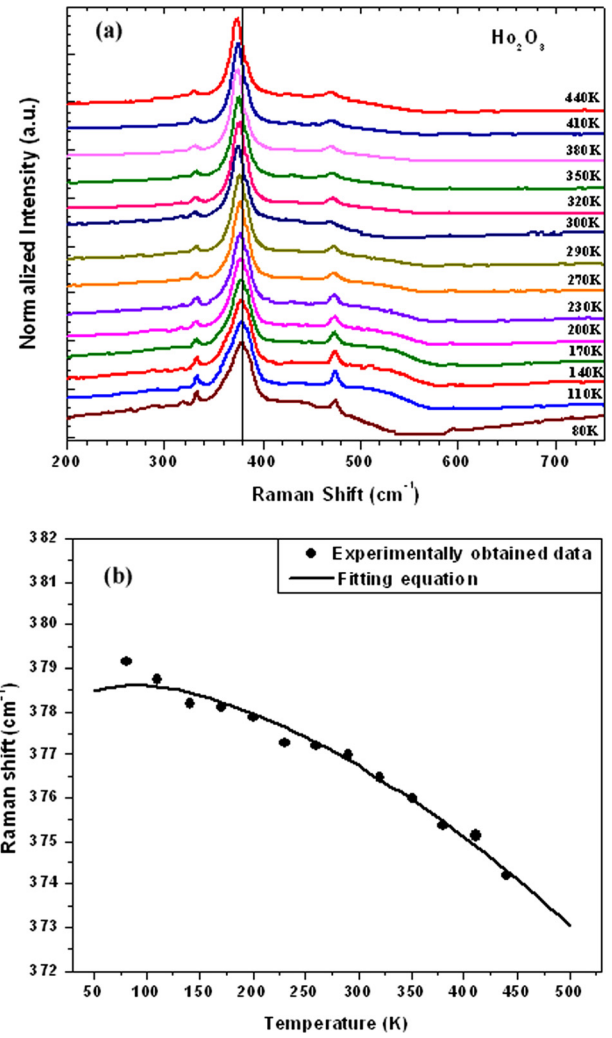 (a)
Ho₂O₃
440K
410K
380K
350K
320K
300K
290K
270K
230K
200K
170K
140K
110K
80K
Normalized Intensity (a.u.)
200 300 400 500 600 700
Raman Shift (cm⁻¹)
(b)
Experimentally obtained data
Fitting equation
382
381
380
379
378
377
376
375
374
373
372
Raman shift (cm⁻¹)
50 100 150 200 250 300 350 400 450 500
Temperature (K)